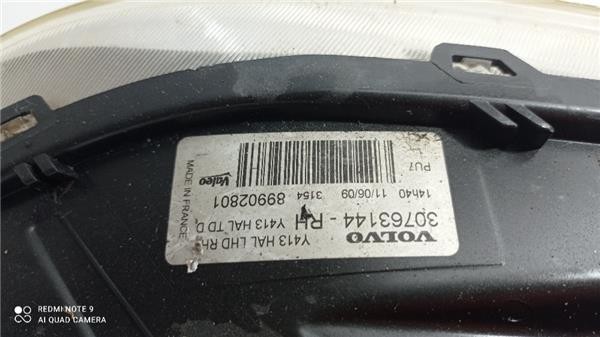 VOLVO
30763144 - RH
Y413 HAL LHD RH
Y413 HAL TD D
14h40 11/06/09 3154 89902801
PU7
Valeo
MADE IN FRANCE
REDMI NOTE 9
AI QUAD CAMERA